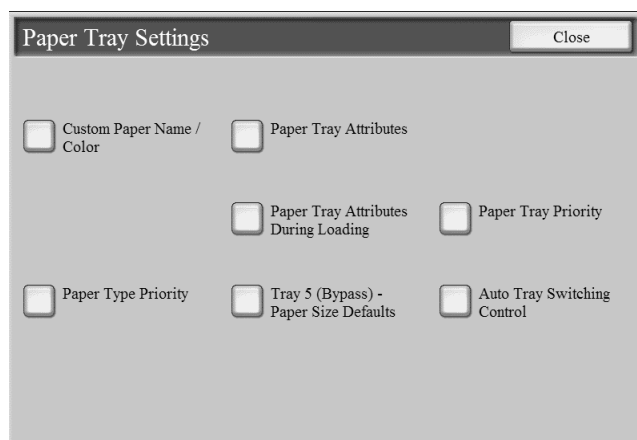 Paper Tray Settings
Close
Custom Paper Name /
Color
Paper Tray Attributes
Paper Tray Attributes
During Loading
Paper Tray Priority
Paper Type Priority
Tray 5 (Bypass) -
Paper Size Defaults
Auto Tray Switching
Control